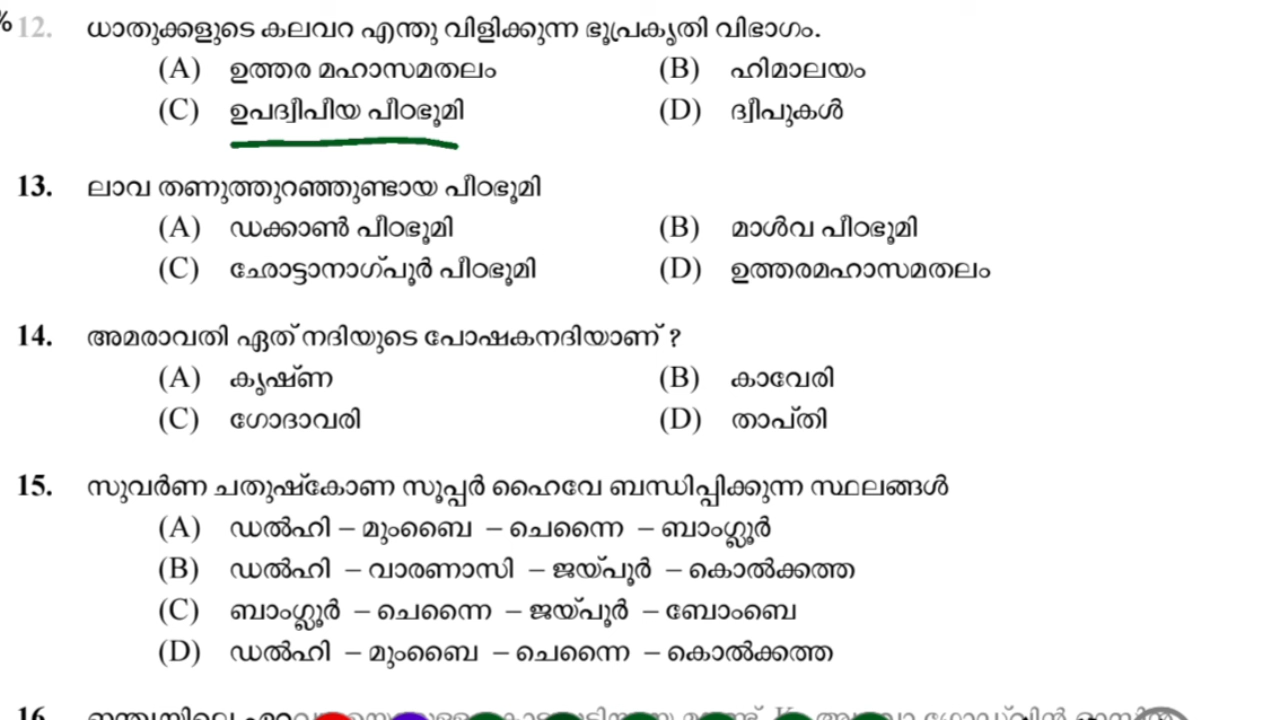 12. ധാതുക്കളുടെ കലവറ എന്തു വിളിക്കുന്ന ഭൂപ്രകൃതി വിഭാഗം.
(A) ഉത്തര മഹാസമതലം (B) ഹിമാലയം
(C) ഉപദ്വീപീയ പീഠഭൂമി (D) ദ്വീപുകൾ
13. ലാവ തണുത്തുറഞ്ഞുണ്ടായ പീഠഭൂമി
(A) ഡക്കാൺ പീഠഭൂമി (B) മാൾവ പീഠഭൂമി
(C) ഛോട്ടാനാഗ്പൂർ പീഠഭൂമി (D) ഉത്തരമഹാസമതലം
14. അമരാവതി ഏത് നദിയുടെ പോഷകനദിയാണ് ?
(A) കൃഷ്ണ (B) കാവേരി
(C) ഗോദാവരി (D) താപ്തി
15. സുവർണ ചതുഷ്കോണ സൂപ്പർ ഹൈവേ ബന്ധിപ്പിക്കുന്ന സ്ഥലങ്ങൾ
(A) ഡൽഹി – മുംബൈ – ചെന്നൈ – ബാംഗ്ലൂർ
(B) ഡൽഹി – വാരണാസി – ജയ്പൂർ – കൊൽക്കത്ത
(C) ബാംഗ്ലൂർ – ചെന്നൈ – ജയ്പൂർ – ബോംബെ
(D) ഡൽഹി – മുംബൈ – ചെന്നൈ – കൊൽക്കത്ത
16